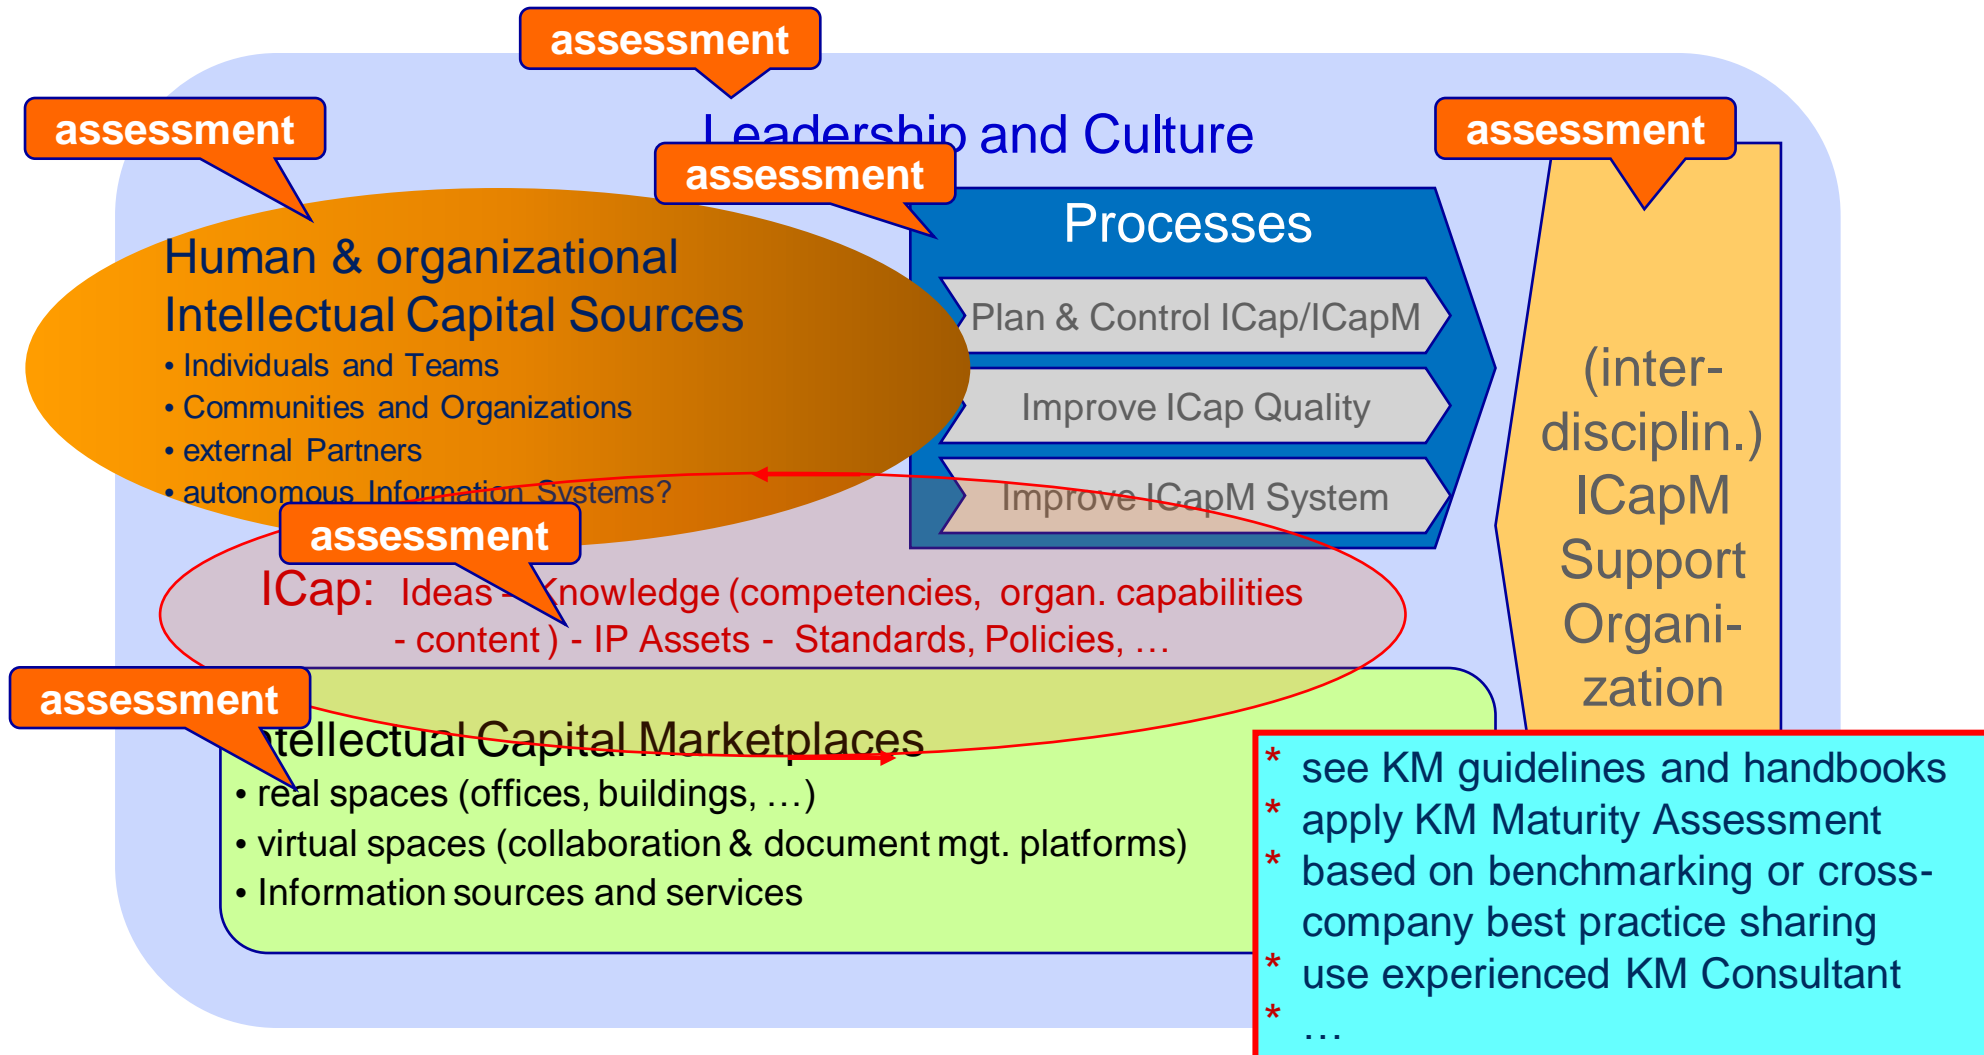 assessment
assessment
Leadership and Culture
assessment
assessment
Processes
Human & organizational
Intellectual Capital Sources
• Individuals and Teams
• Communities and Organizations
• external Partners
• autonomous Information Systems?
Plan & Control ICap/ICapM
Improve ICap Quality
Improve ICapM System
(inter-
disciplin.)
ICapM
Support
Organi-
zation
assessment
ICap: Ideas - Knowledge (competencies, organ. capabilities
- content) - IP Assets - Standards, Policies, …
assessment
Intellectual Capital Marketplaces
• real spaces (offices, buildings, …)
• virtual spaces (collaboration & document mgt. platforms)
• Information sources and services
* see KM guidelines and handbooks
* apply KM Maturity Assessment
* based on benchmarking or cross-
company best practice sharing
* use experienced KM Consultant
* …